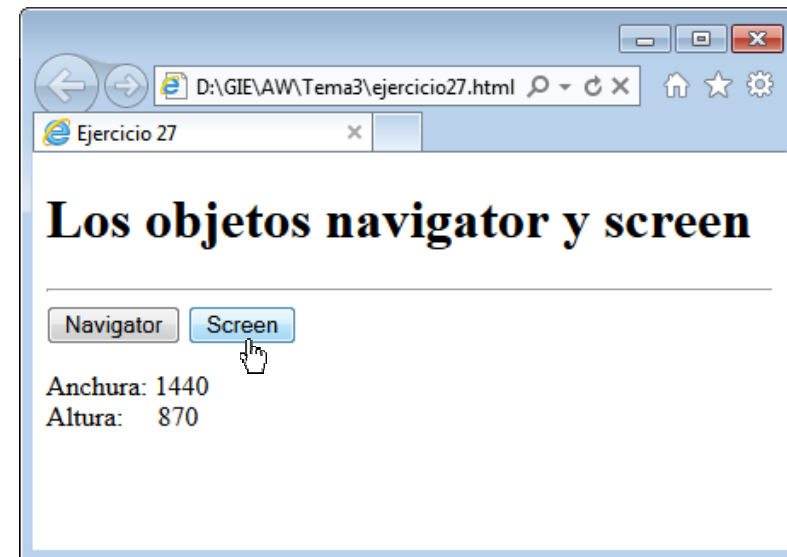 D:\GIE\AW\Tema3\ejercicio27.html
Ejercicio 27
Los objetos navigator y screen
Navigator Screen
Anchura: 1440
Altura: 870